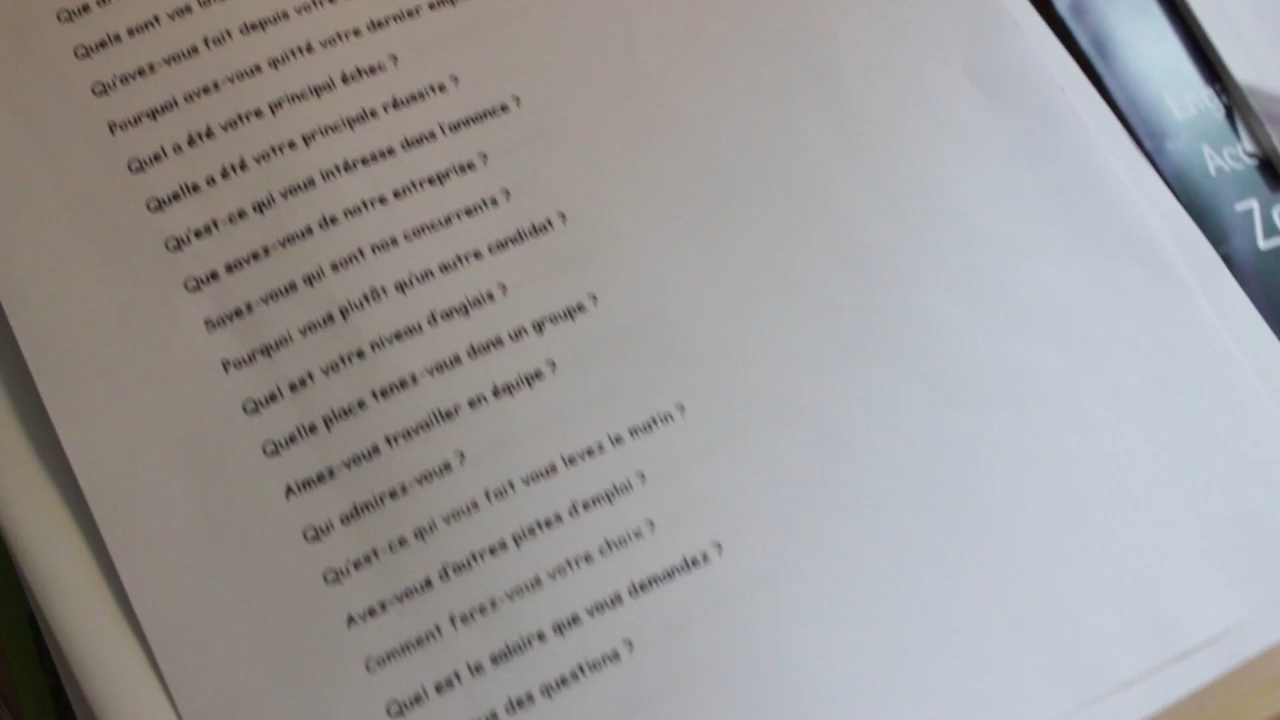 Quels sont vos
Qu'avez-vous fait depuis votre
Pourquoi avez-vous quitté votre dernier
Quel a été votre principal échec ?
Quelle a été votre principale réussite ?
Qu'est-ce qui vous intéresse dans l'annonce ?
Que savez-vous de notre entreprise ?
Savez-vous qui sont nos concurrents ?
Pourquoi vous plutôt qu'un autre candidat ?
Quel est votre niveau d'anglais ?
Quelle place tenez-vous dans un groupe ?
Aimez-vous travailler en équipe ?
Qui admirez-vous ?
Qu'est-ce qui vous fait vous levez le matin ?
Avez-vous d'autres pistes d'emploi ?
Comment ferez-vous votre choix ?
Quel est le salaire que vous demandez ?
des questions ?